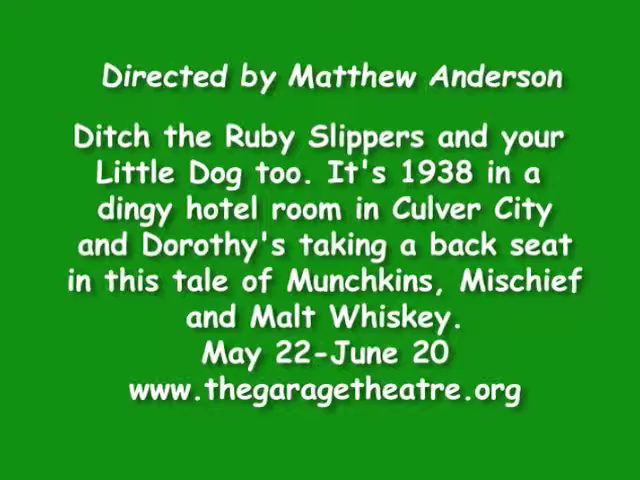 Directed by Matthew Anderson
Ditch the Ruby Slippers and your
Little Dog too. It's 1938 in a
dingy hotel room in Culver City
and Dorothy's taking a back seat
in this tale of Munchkins, Mischief
and Malt Whiskey.
May 22-June 20
www.thegaragetheatre.org